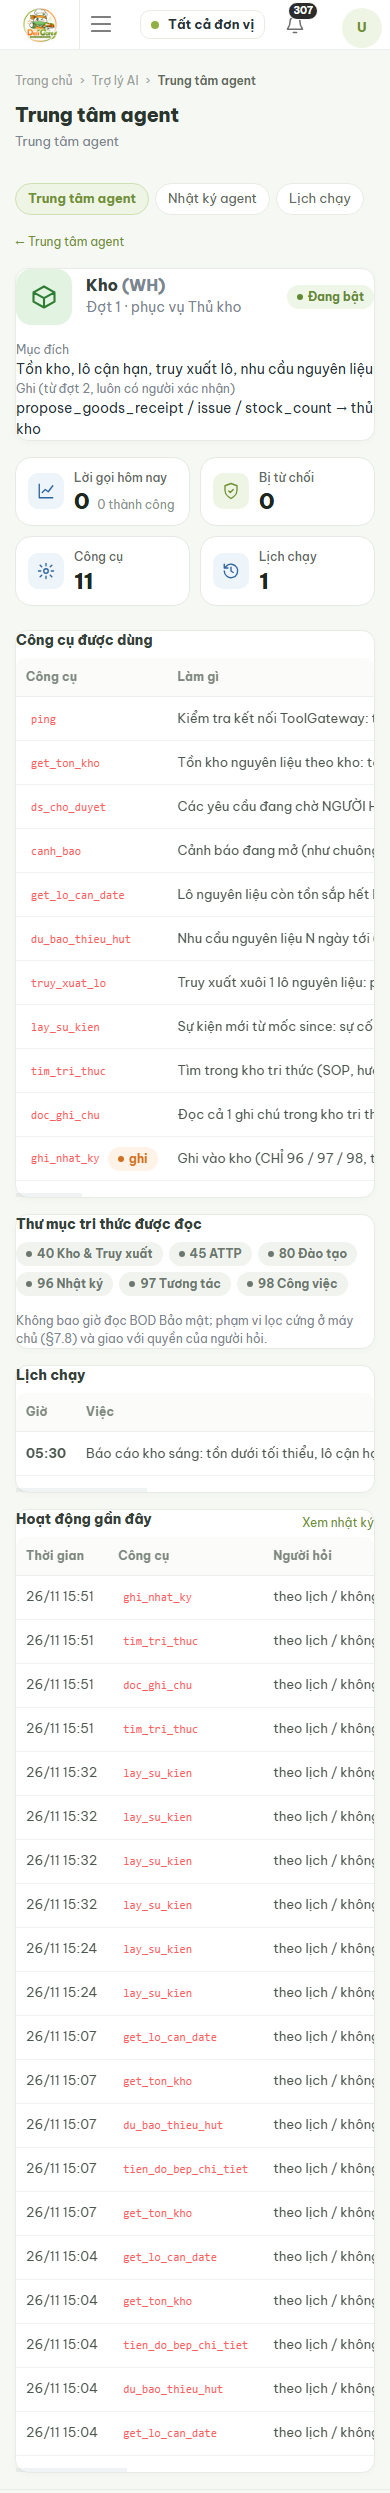 Tất cả đơn vị
307
U
Trang chủ › Trợ lý AI › Trung tâm agent
Trung tâm agent
Trung tâm agent
Trung tâm agent Nhật ký agent Lịch chạy
← Trung tâm agent
Kho (WH)
Đợt 1 · phục vụ Thủ kho
Đang bật
Mục đích
Tồn kho, lô cận hạn, truy xuất lô, nhu cầu nguyên liệu
Ghi (từ đợt 2, luôn có người xác nhận)
propose_goods_receipt / issue / stock_count → thủ
kho
Lời gọi hôm nay
0 0 thành công
Bị từ chối
0
Công cụ
11
Lịch chạy
1
Công cụ được dùng
Công cụ Làm gì
ping Kiểm tra kết nối ToolGateway:
get_ton_kho Tồn kho nguyên liệu theo kho:
ds_cho_duyet Các yêu cầu đang chờ NGƯỜI
canh_bao Cảnh báo đang mở (như chuông
get_lo_can_date Lô nguyên liệu còn tồn sắp hết
du_bao_thieu_hut Nhu cầu nguyên liệu N ngày tới
truy_xuat_lo Truy xuất xuôi 1 lô nguyên liệu:
lay_su_kien Sự kiện mới từ mốc since: sự cố
tim_tri_thuc Tìm trong kho tri thức (SOP,
doc_ghi_chu Đọc cả 1 ghi chú trong kho tri
ghi_nhat_ky ghi Ghi vào kho (CHỈ 96 / 97 / 98,
Thư mục tri thức được đọc
40 Kho & Truy xuất 45 ATTP 80 Đào tạo
96 Nhật ký 97 Tương tác 98 Công việc
Không bao giờ đọc BOD Bảo mật; phạm vi lọc cứng ở máy
chủ (§7.8) và giao với quyền của người hỏi.
Lịch chạy
Giờ Việc
05:30 Báo cáo kho sáng: tồn dưới tối thiểu, lô cận
Hoạt động gần đây
Xem nhật ký
Thời gian Công cụ Người hỏi
26/11 15:51 ghi_nhat_ky theo lịch / không
26/11 15:51 tim_tri_thuc theo lịch / không
26/11 15:51 doc_ghi_chu theo lịch / không
26/11 15:51 tim_tri_thuc theo lịch / không
26/11 15:32 lay_su_kien theo lịch / không
26/11 15:32 lay_su_kien theo lịch / không
26/11 15:32 lay_su_kien theo lịch / không
26/11 15:32 lay_su_kien theo lịch / không
26/11 15:24 lay_su_kien theo lịch / không
26/11 15:24 lay_su_kien theo lịch / không
26/11 15:07 get_lo_can_date theo lịch / không
26/11 15:07 get_ton_kho theo lịch / không
26/11 15:07 du_bao_thieu_hut theo lịch / không
26/11 15:07 tien_do_bep_chi_tiet theo lịch / không
26/11 15:07 get_ton_kho theo lịch / không
26/11 15:04 get_lo_can_date theo lịch / không
26/11 15:04 get_ton_kho theo lịch / không
26/11 15:04 tien_do_bep_chi_tiet theo lịch / không
26/11 15:04 du_bao_thieu_hut theo lịch / không
26/11 15:04 get_lo_can_date theo lịch / không